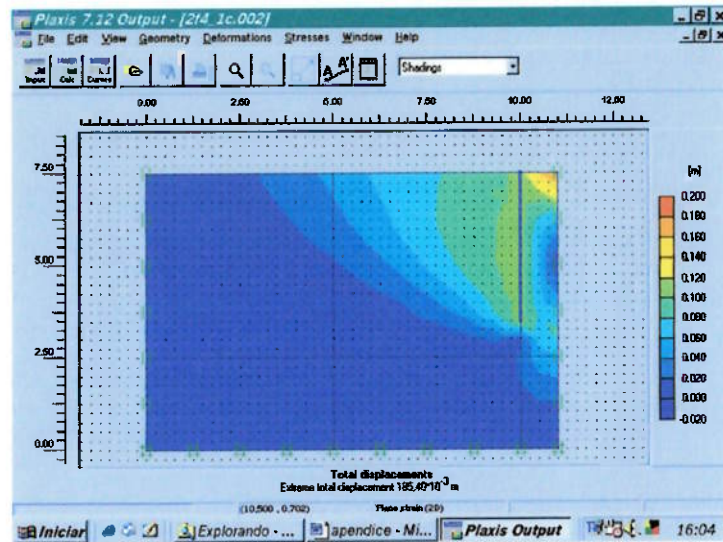 Plaxis 7.12 Output - [2f4_1c.002]
File Edit View Geometry Deformations Stresses Window Help
Input Calc Curves Shadings
0.00 2.50 5.00 7.50 10.00 12.50
7.50
5.00
2.50
0.00
[m]
0.200
0.180
0.160
0.140
0.120
0.100
0.080
0.060
0.040
0.020
0.000
-0.020
Total displacements
Extreme total displacement 185,40*10-3 m
(10,500 , 0,702) Plane strain (2D)
Iniciar Explorando - ... apendice - Mi... Plaxis Output 16:04